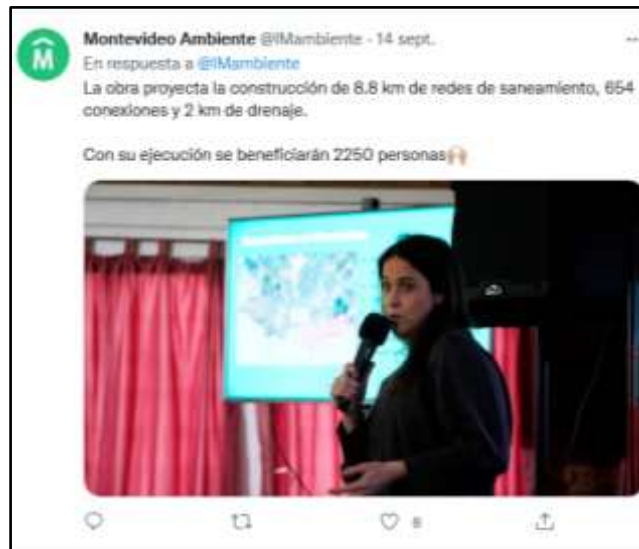 Montevideo Ambiente @IMambiente · 14 sept.
En respuesta a @IMambiente
La obra proyecta la construcción de 8.8 km de redes de saneamiento, 654
conexiones y 2 km de drenaje.
Con su ejecución se beneficiarán 2250 personas🙌🏼
8